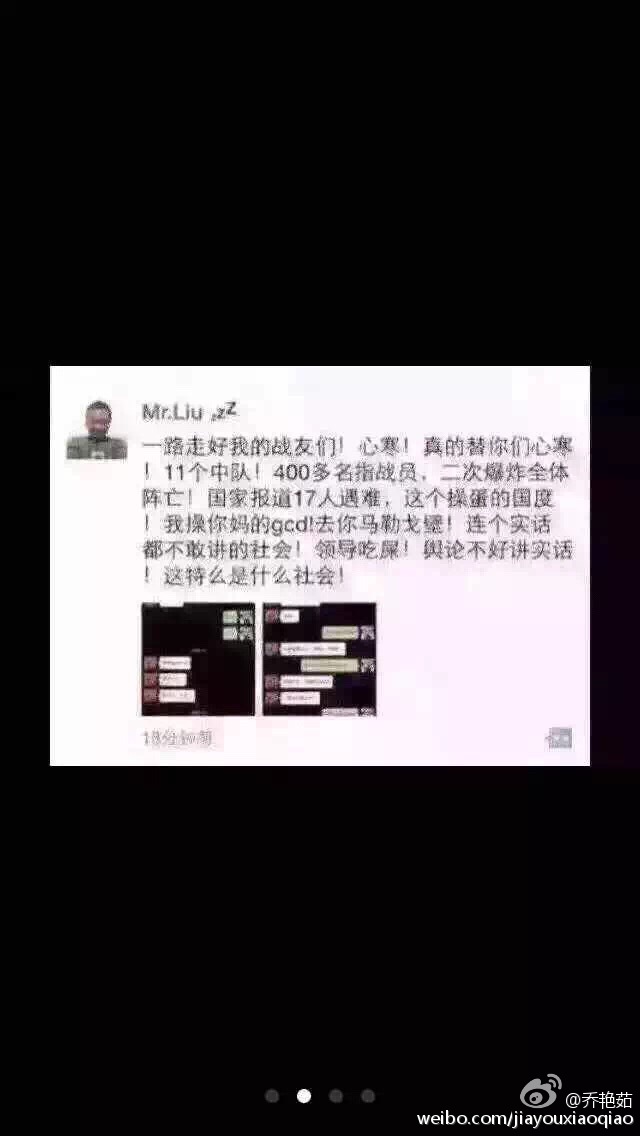 Mr.Liu zzZ
一路走好我的战友们！心寒！真的替你们心寒
！11个中队！400多名指战员，二次爆炸全体
阵亡！国家报道17人遇难，这个操蛋的国度
！我操你妈的gcd!去你马勒戈壁！连个实话
都不敢讲的社会！领导吃屎！舆论不好讲实话
！这特么是什么社会！
@乔艳茹
weibo.com/jiayouxiaoqiao